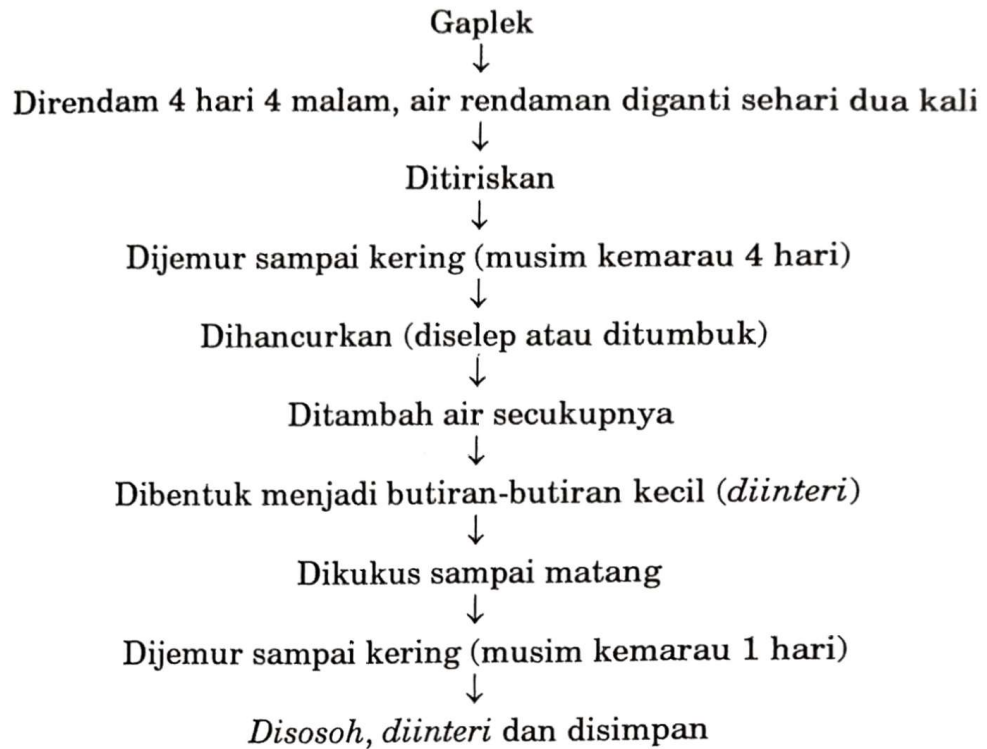 Gaplek
↓
Direndam 4 hari 4 malam, air rendaman diganti sehari dua kali
↓
Ditiriskan
↓
Dijemur sampai kering (musim kemarau 4 hari)
↓
Dihancurkan (diselep atau ditumbuk)
↓
Ditambah air secukupnya
↓
Dibentuk menjadi butiran-butiran kecil (diinteri)
↓
Dikukus sampai matang
↓
Dijemur sampai kering (musim kemarau 1 hari)
↓
Disosoh, diinteri dan disimpan